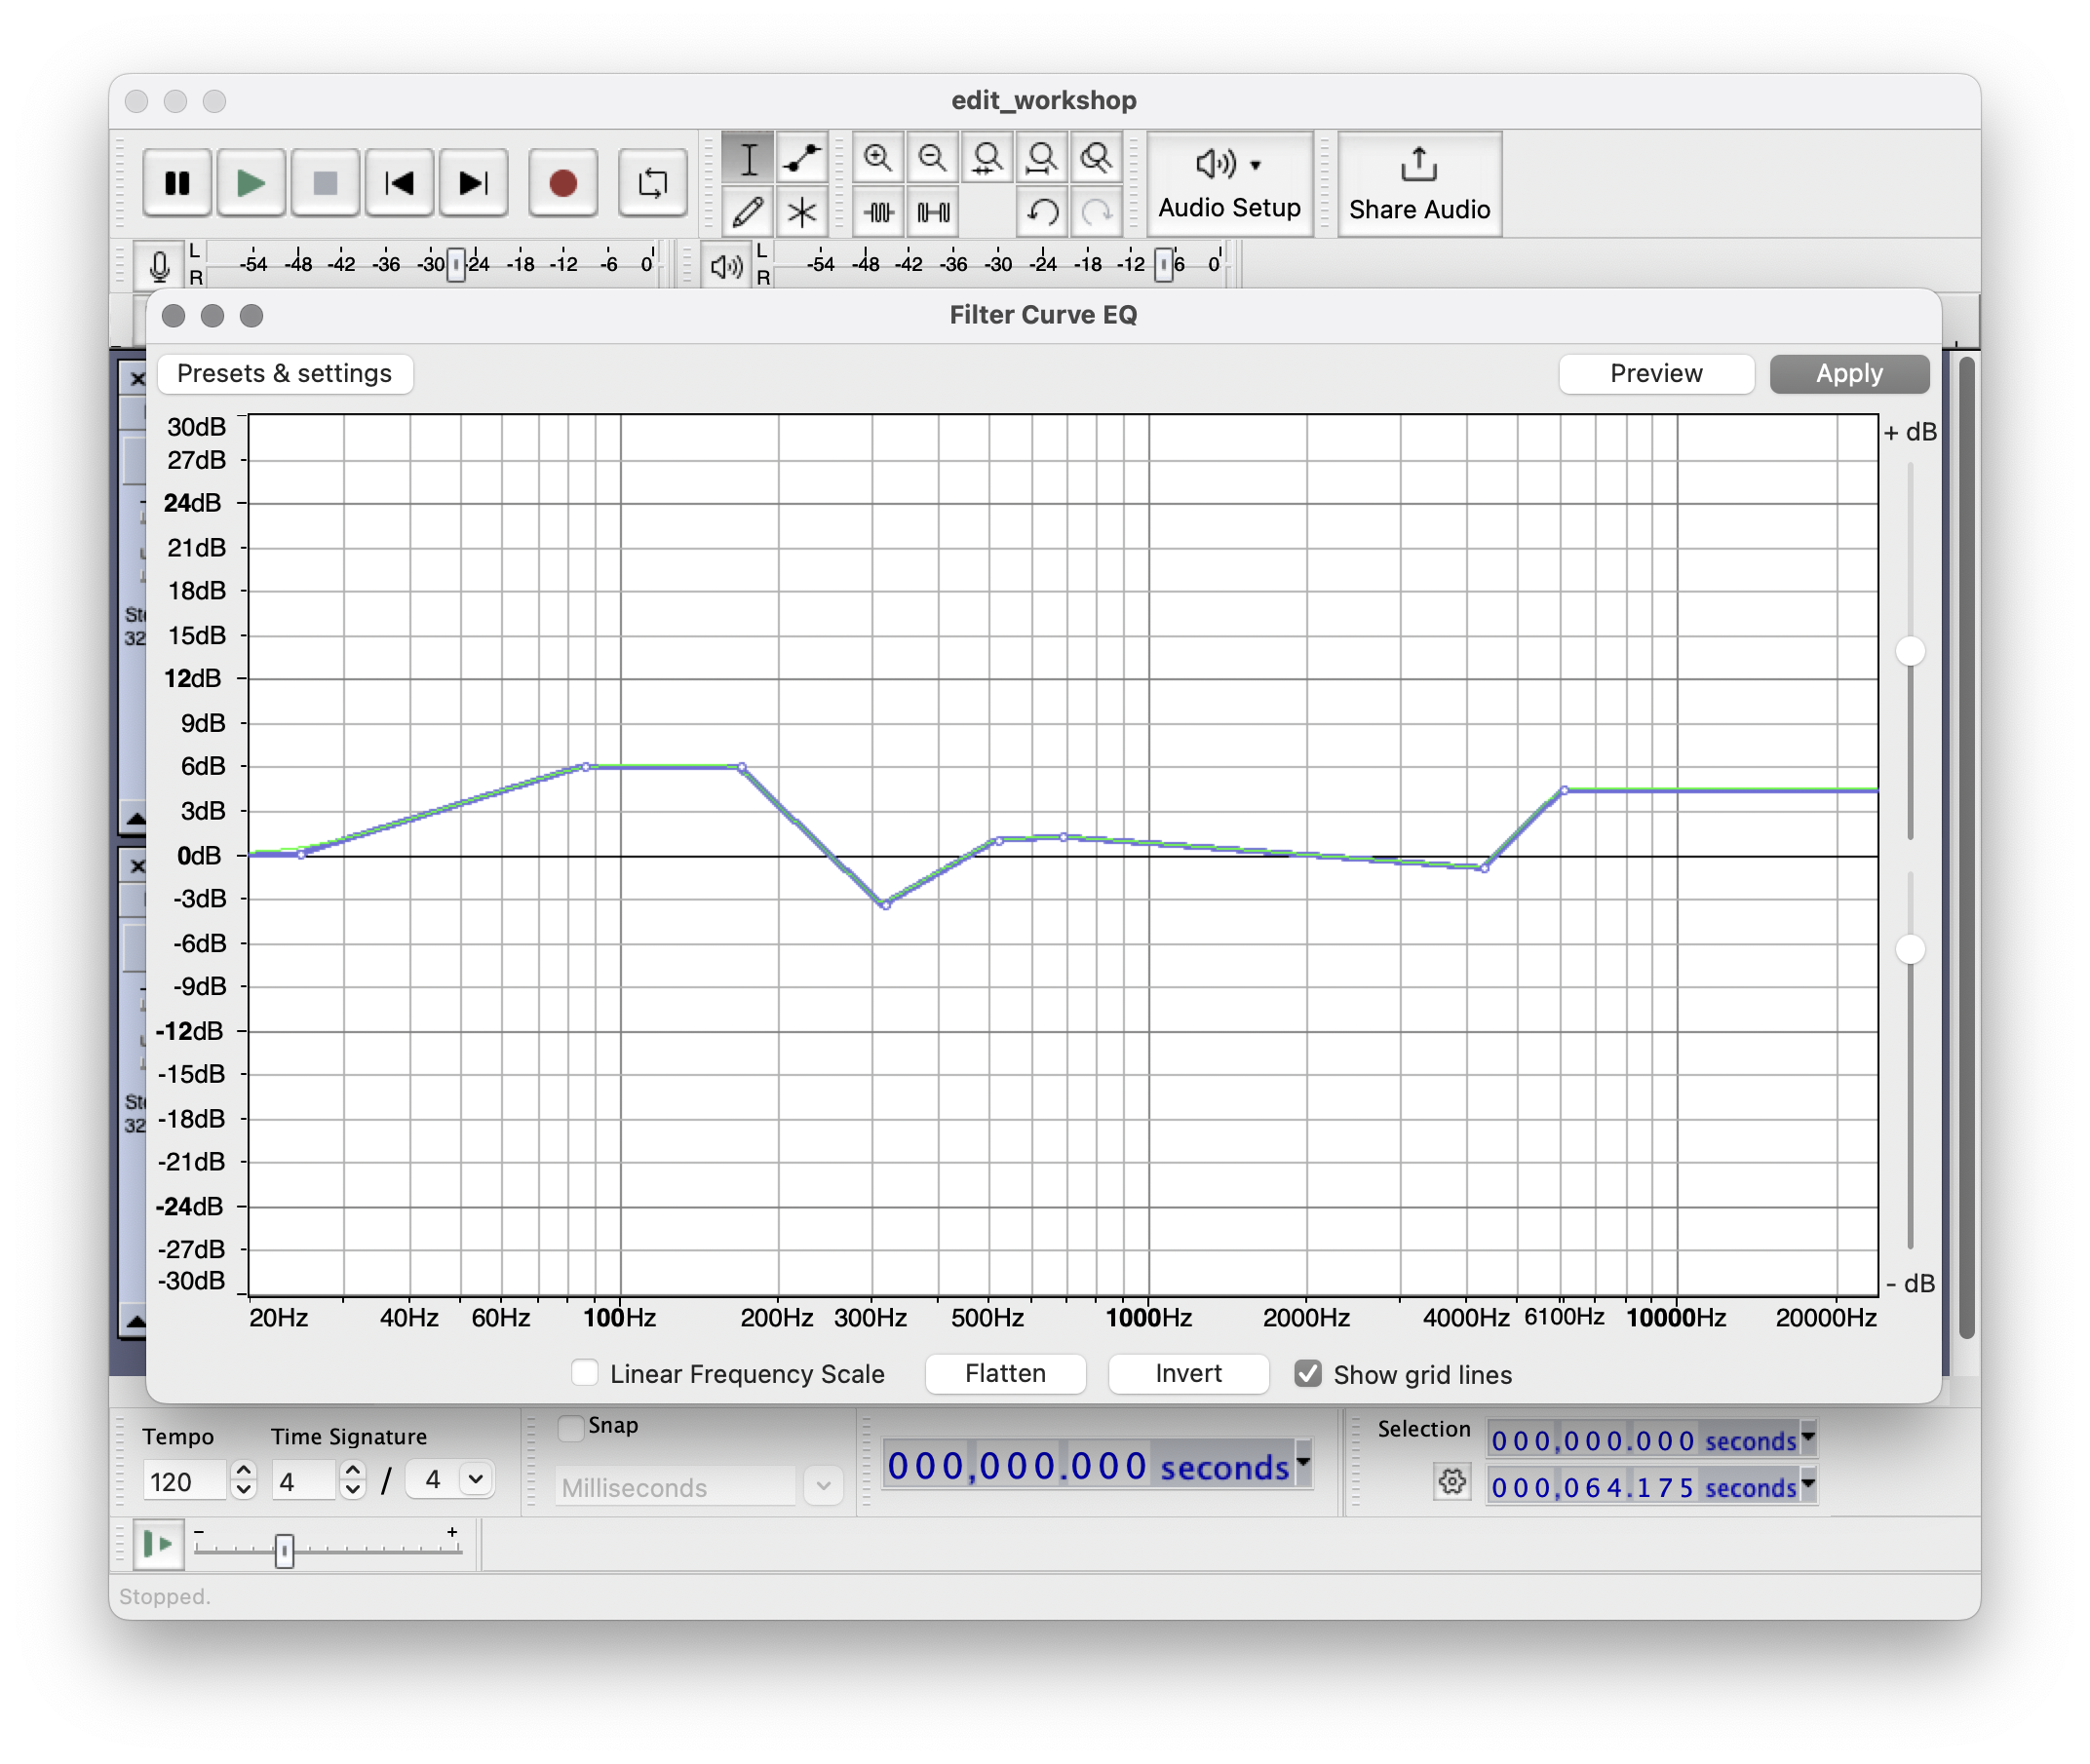 edit_workshop
Audio Setup
Share Audio
L
R
-54 -48 -42 -36 -30 -24 -18 -12 -6 0
L
R
-54 -48 -42 -36 -30 -24 -18 -12 6 0
Filter Curve EQ
Presets & settings
Preview
Apply
30dB
27dB
24dB
21dB
18dB
15dB
12dB
9dB
6dB
3dB
0dB
-3dB
-6dB
-9dB
-12dB
-15dB
-18dB
-21dB
-24dB
-27dB
-30dB
+ dB
- dB
20Hz 40Hz 60Hz 100Hz 200Hz 300Hz 500Hz 1000Hz 2000Hz 4000Hz 6100Hz 10000Hz 20000Hz
Linear Frequency Scale
Flatten
Invert
Show grid lines
Tempo
120
Time Signature
4 / 4
Snap
Milliseconds
000,000.000 seconds
Selection
000,000.000 seconds
000,064.175 seconds
- +
Stopped.